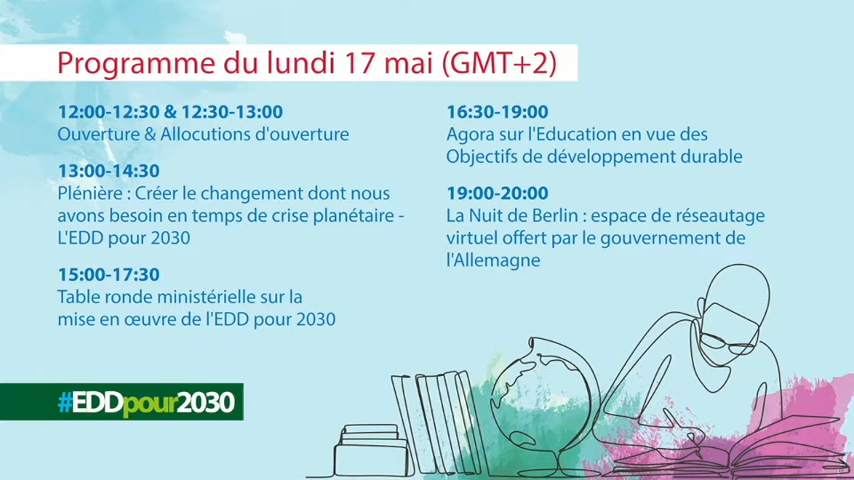 Programme du lundi 17 mai (GMT+2)
12:00-12:30 & 12:30-13:00
Ouverture & Allocutions d'ouverture
13:00-14:30
Plénière : Créer le changement dont nous
avons besoin en temps de crise planétaire -
L'EDD pour 2030
15:00-17:30
Table ronde ministérielle sur la
mise en œuvre de l'EDD pour 2030
16:30-19:00
Agora sur l'Education en vue des
Objectifs de développement durable
19:00-20:00
La Nuit de Berlin : espace de réseautage
virtuel offert par le gouvernement de
l'Allemagne
#EDDpour2030